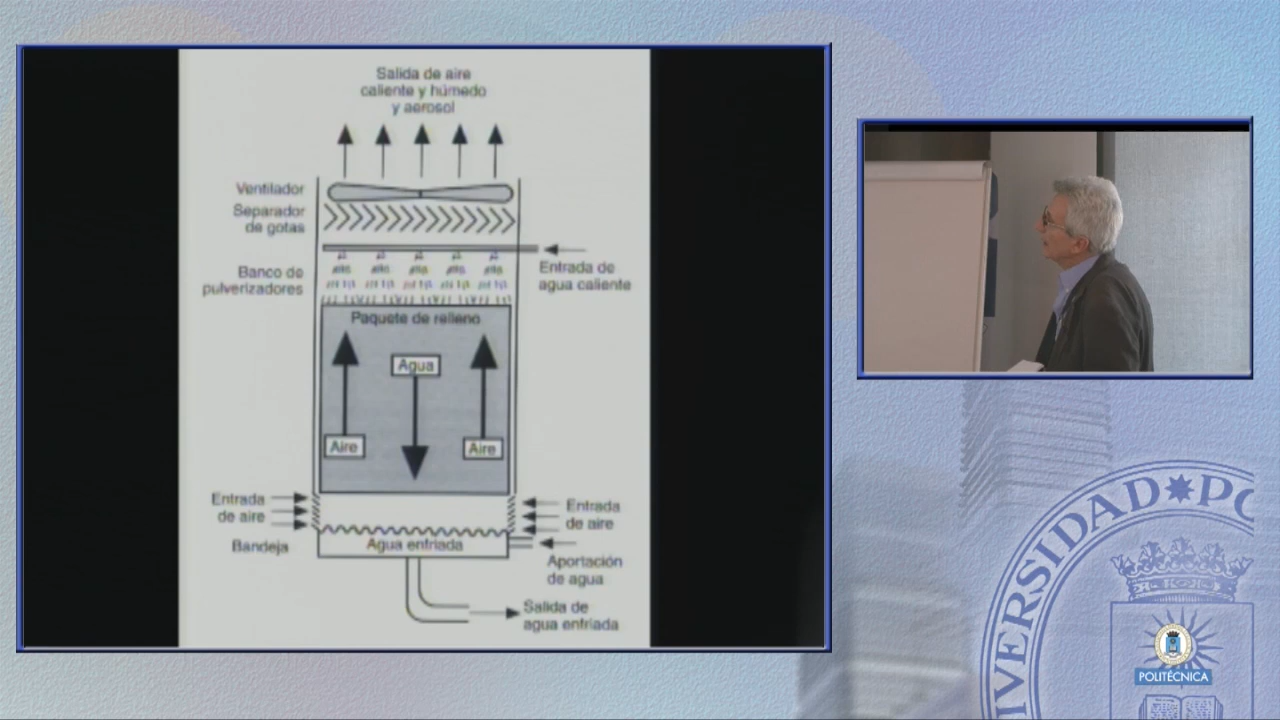 Salida de aire
caliente y húmedo
y aerosol
Ventilador
Separador
de gotas
Entrada de
agua caliente
Banco de
pulverizadores
Paquete de relleno
Agua
Aire
Aire
Entrada
de aire
Entrada
de aire
Bandeja
Agua enfriada
Aportación
de agua
Salida de
agua enfriada
IVERSIDAD PO
POLITÉCNICA